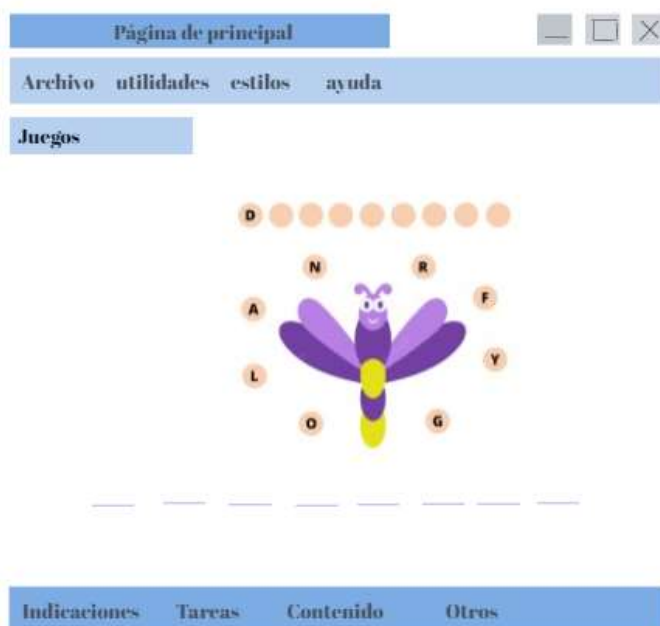 Página de principal
Archivo utilidades estilos ayuda
Juegos
D
N R
A F
L Y
O G
Indicaciones Tareas Contenido Otros